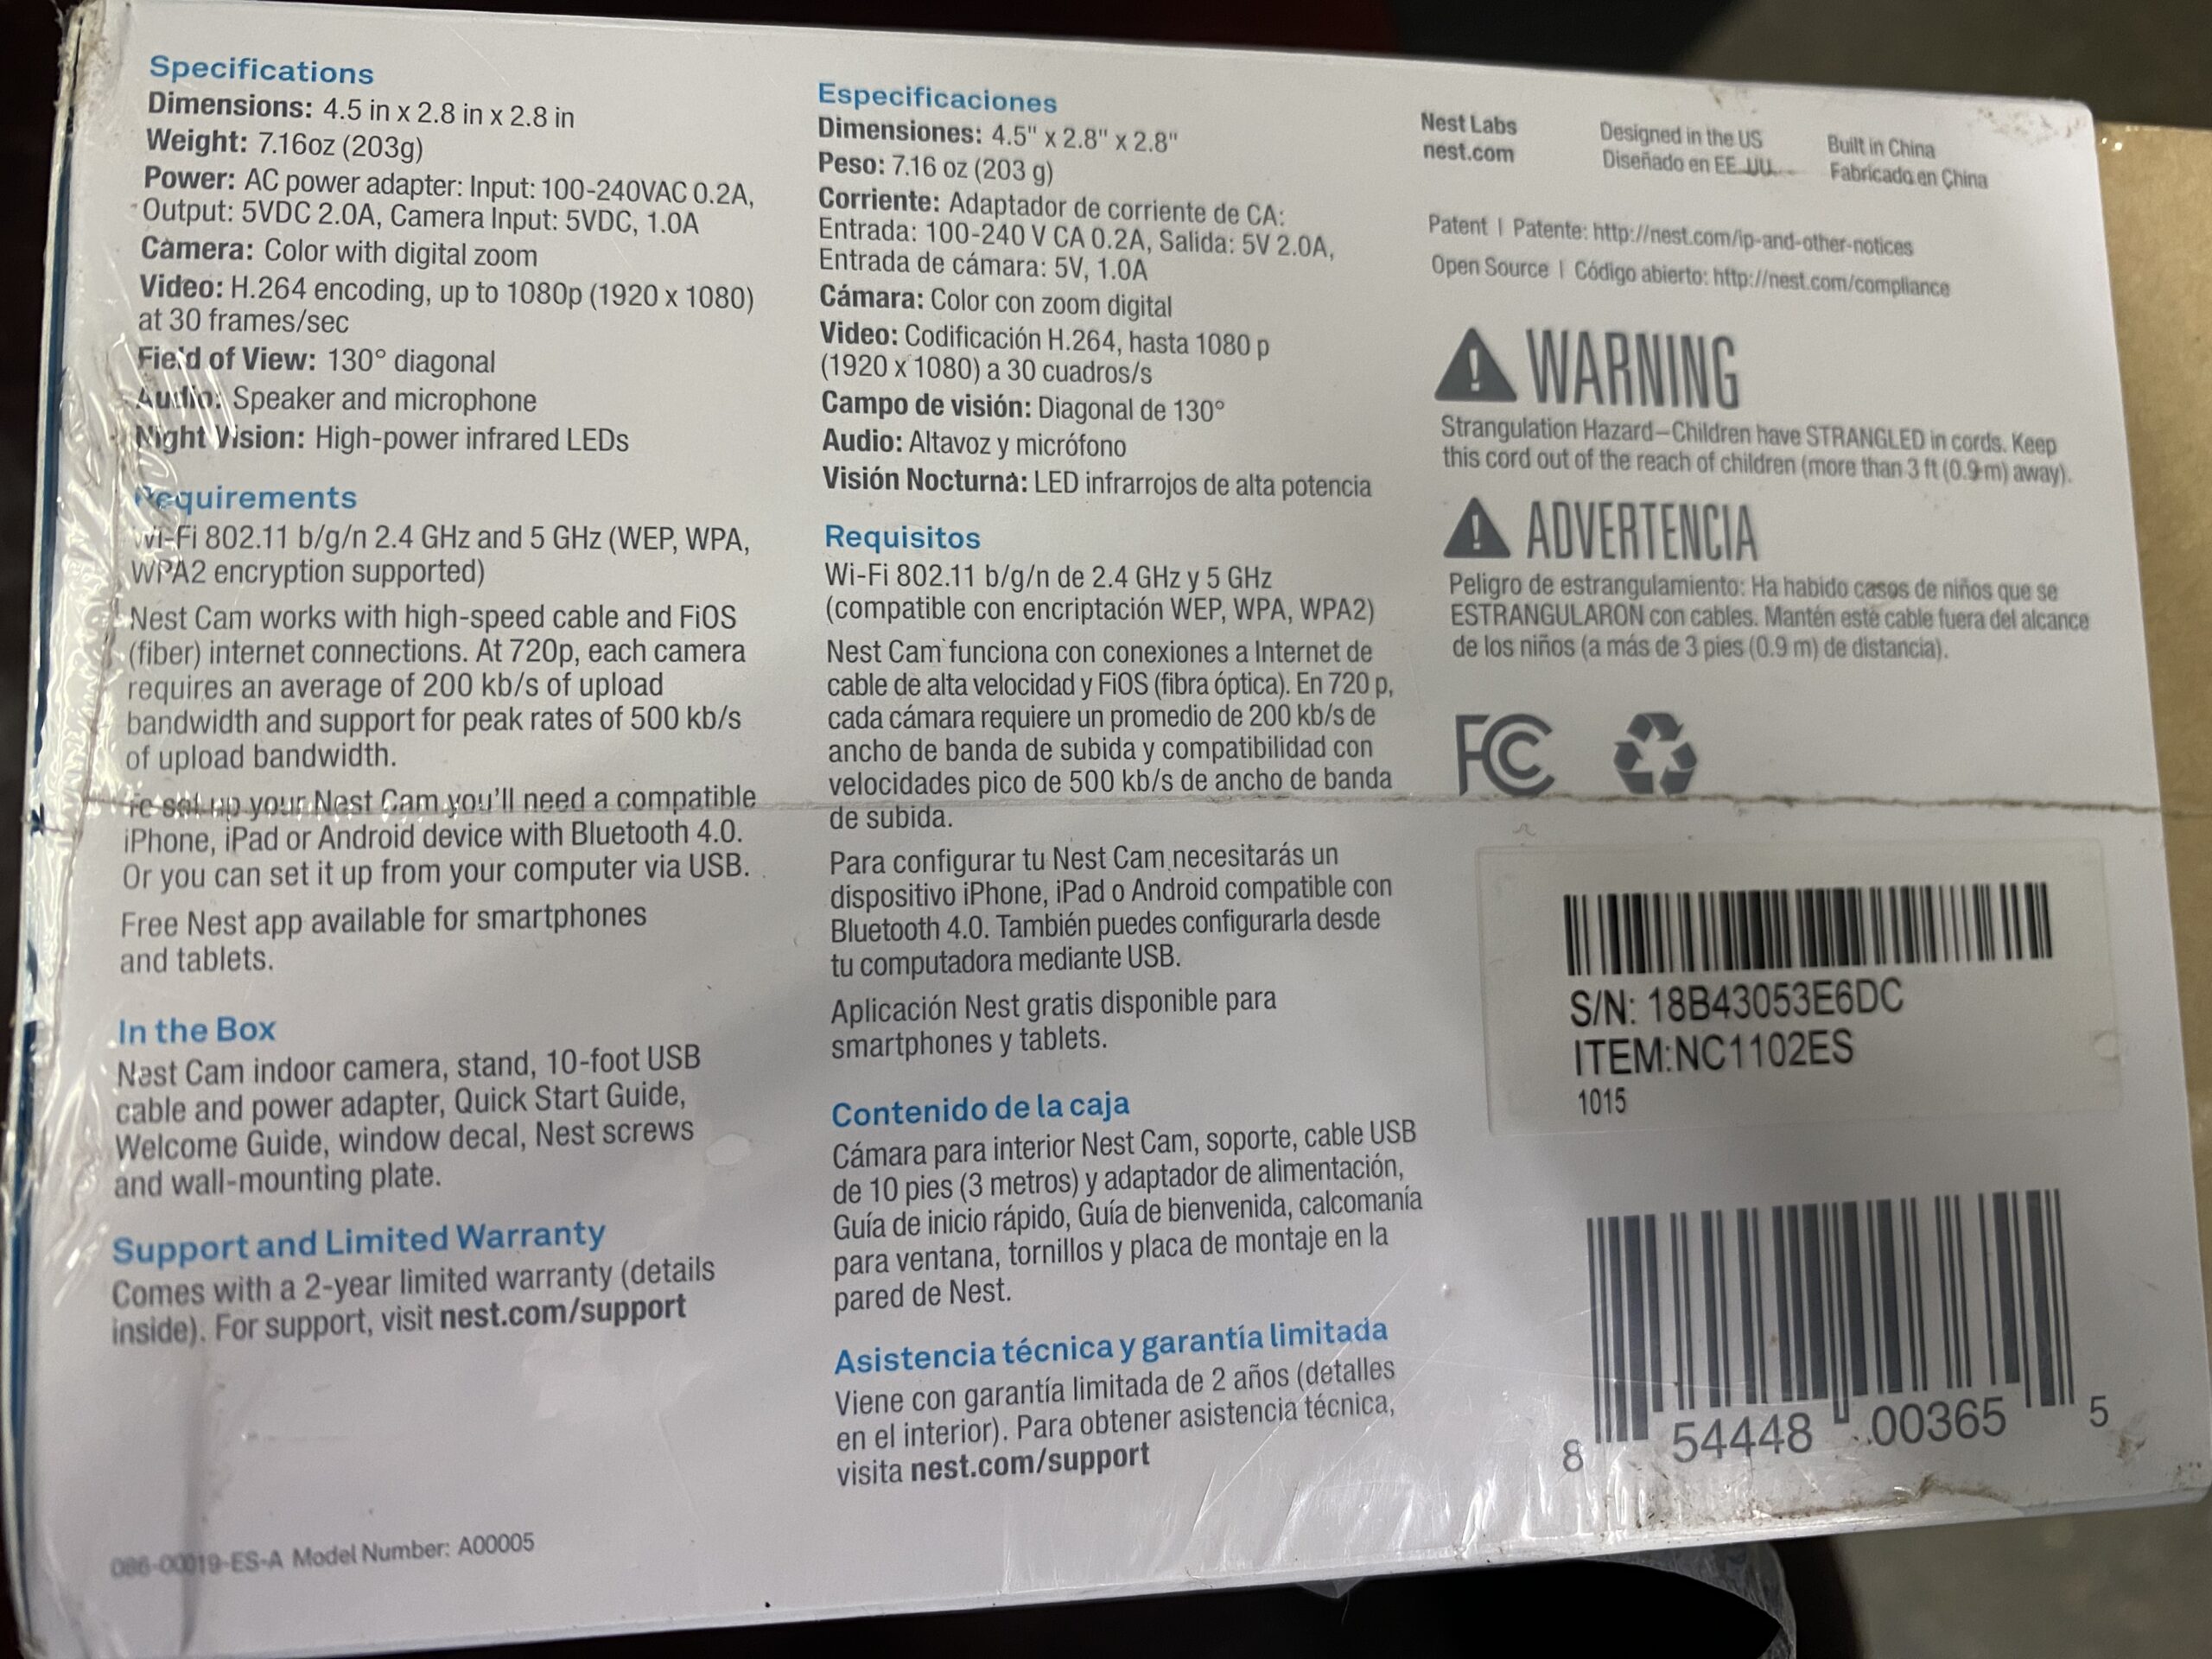 Specifications
Dimensions: 4.5 in x 2.8 in x 2.8 in
Weight: 7.16oz (203g)
Power: AC power adapter: Input: 100-240VAC 0.2A,
Output: 5VDC 2.0A, Camera Input: 5VDC, 1.0A
Camera: Color with digital zoom
Video: H.264 encoding, up to 1080p (1920 x 1080)
at 30 frames/sec
Field of View: 130° diagonal
Audio: Speaker and microphone
Night Vision: High-power infrared LEDs
Requirements
Wi-Fi 802.11 b/g/n 2.4 GHz and 5 GHz (WEP, WPA,
WPA2 encryption supported)
Nest Cam works with high-speed cable and FiOS
(fiber) internet connections. At 720p, each camera
requires an average of 200 kb/s of upload
bandwidth and support for peak rates of 500 kb/s
of upload bandwidth.
To set up your Nest Cam you'll need a compatible
iPhone, iPad or Android device with Bluetooth 4.0.
Or you can set it up from your computer via USB.
Free Nest app available for smartphones
and tablets.
In the Box
Nest Cam indoor camera, stand, 10-foot USB
cable and power adapter, Quick Start Guide,
Welcome Guide, window decal, Nest screws
and wall-mounting plate.
Support and Limited Warranty
Comes with a 2-year limited warranty (details
inside). For support, visit nest.com/support
086-00019-ES-A Model Number: A00005
Especificaciones
Dimensiones: 4.5" x 2.8" x 2.8"
Peso: 7.16 oz (203 g)
Corriente: Adaptador de corriente de CA:
Entrada: 100-240 V CA 0.2A, Salida: 5V 2.0A,
Entrada de cámara: 5V, 1.0A
Cámara: Color con zoom digital
Video: Codificación H.264, hasta 1080 p
(1920 x 1080) a 30 cuadros/s
Campo de visión: Diagonal de 130°
Audio: Altavoz y micrófono
Visión Nocturna: LED infrarrojos de alta potencia
Requisitos
Wi-Fi 802.11 b/g/n de 2.4 GHz y 5 GHz
(compatible con encriptación WEP, WPA, WPA2)
Nest Cam funciona con conexiones a Internet de
cable de alta velocidad y FiOS (fibra óptica). En 720 p,
cada cámara requiere un promedio de 200 kb/s de
ancho de banda de subida y compatibilidad con
velocidades pico de 500 kb/s de ancho de banda
de subida.
Para configurar tu Nest Cam necesitarás un
dispositivo iPhone, iPad o Android compatible con
Bluetooth 4.0. También puedes configurarla desde
tu computadora mediante USB.
Aplicación Nest gratis disponible para
smartphones y tablets.
Contenido de la caja
Cámara para interior Nest Cam, soporte, cable USB
de 10 pies (3 metros) y adaptador de alimentación,
Guía de inicio rápido, Guía de bienvenida, calcomanía
para ventana, tornillos y placa de montaje en la
pared de Nest.
Asistencia técnica y garantía limitada
Viene con garantía limitada de 2 años (detalles
en el interior). Para obtener asistencia técnica,
visita nest.com/support
Nest Labs
nest.com
Designed in the US
Diseñado en EE. UU.
Built in China
Fabricado en China
Patent | Patente: http://nest.com/ip-and-other-notices
Open Source | Código abierto: http://nest.com/compliance
WARNING
Strangulation Hazard–Children have STRANGLED in cords. Keep
this cord out of the reach of children (more than 3 ft (0.9 m) away).
ADVERTENCIA
Peligro de estrangulamiento: Ha habido casos de niños que se
ESTRANGULARON con cables. Mantén este cable fuera del alcance
de los niños (a más de 3 pies (0.9 m) de distancia).
FC
S/N: 18B43053E6DC
ITEM:NC1102ES
1015
8 54448 00365 5